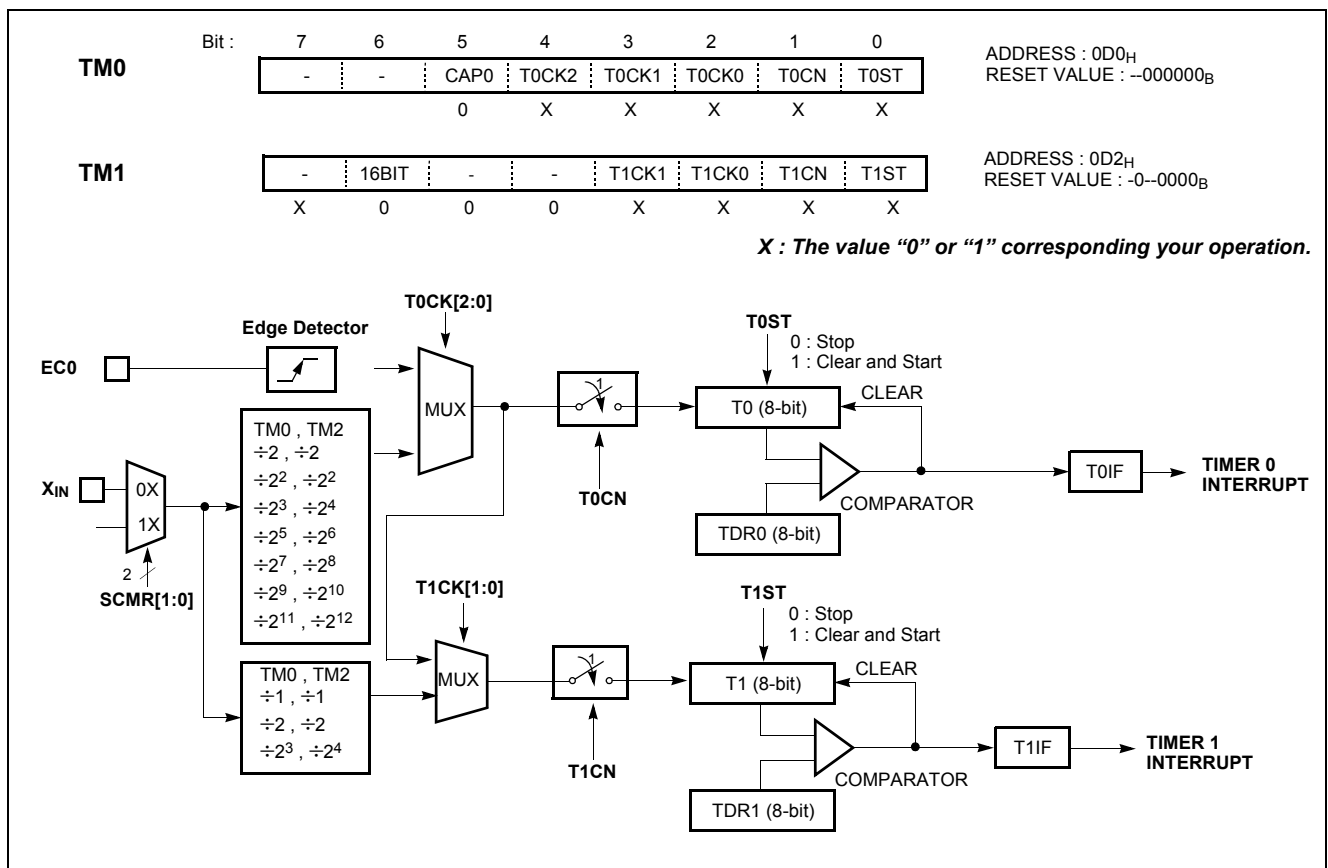 Bit : 7 6 5 4 3 2 1 0
TM0
- - CAP0 T0CK2 T0CK1 T0CK0 T0CN T0ST
0 X X X X X
ADDRESS : 0D0H
RESET VALUE : --000000B
TM1
- 16BIT - - T1CK1 T1CK0 T1CN T1ST
X 0 0 0 X X X X
ADDRESS : 0D2H
RESET VALUE : -0--0000B
X : The value “0” or “1” corresponding your operation.
T0CK[2:0]
Edge Detector
EC0
MUX
1
T0CN
T0ST
0 : Stop
1 : Clear and Start
T0 (8-bit)
CLEAR
COMPARATOR
TDR0 (8-bit)
T0IF
TIMER 0
INTERRUPT
XIN
0X
1X
2
SCMR[1:0]
TM0 , TM2
÷2 , ÷2
÷2² , ÷2²
÷2³ , ÷2⁴
÷2⁵ , ÷2⁶
÷2⁷ , ÷2⁸
÷2⁹ , ÷2¹⁰
÷2¹¹ , ÷2¹²
T1CK[1:0]
MUX
1
T1CN
T1ST
0 : Stop
1 : Clear and Start
T1 (8-bit)
CLEAR
COMPARATOR
TDR1 (8-bit)
T1IF
TIMER 1
INTERRUPT
TM0 , TM2
÷1 , ÷1
÷2 , ÷2
÷2³ , ÷2⁴